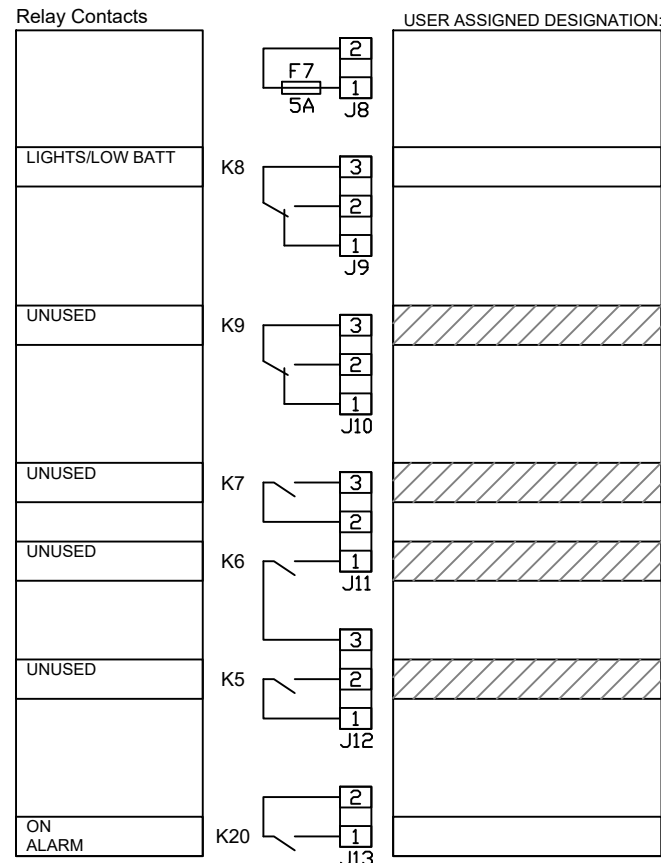 Relay Contacts
USER ASSIGNED DESIGNATION:
2
F7
1
5A
J8
LIGHTS/LOW BATT
K8
3
2
1
J9
UNUSED
K9
3
2
1
J10
UNUSED
K7
3
2
UNUSED
K6
1
J11
3
UNUSED
K5
2
1
J12
2
ON
ALARM
K20
1
J13